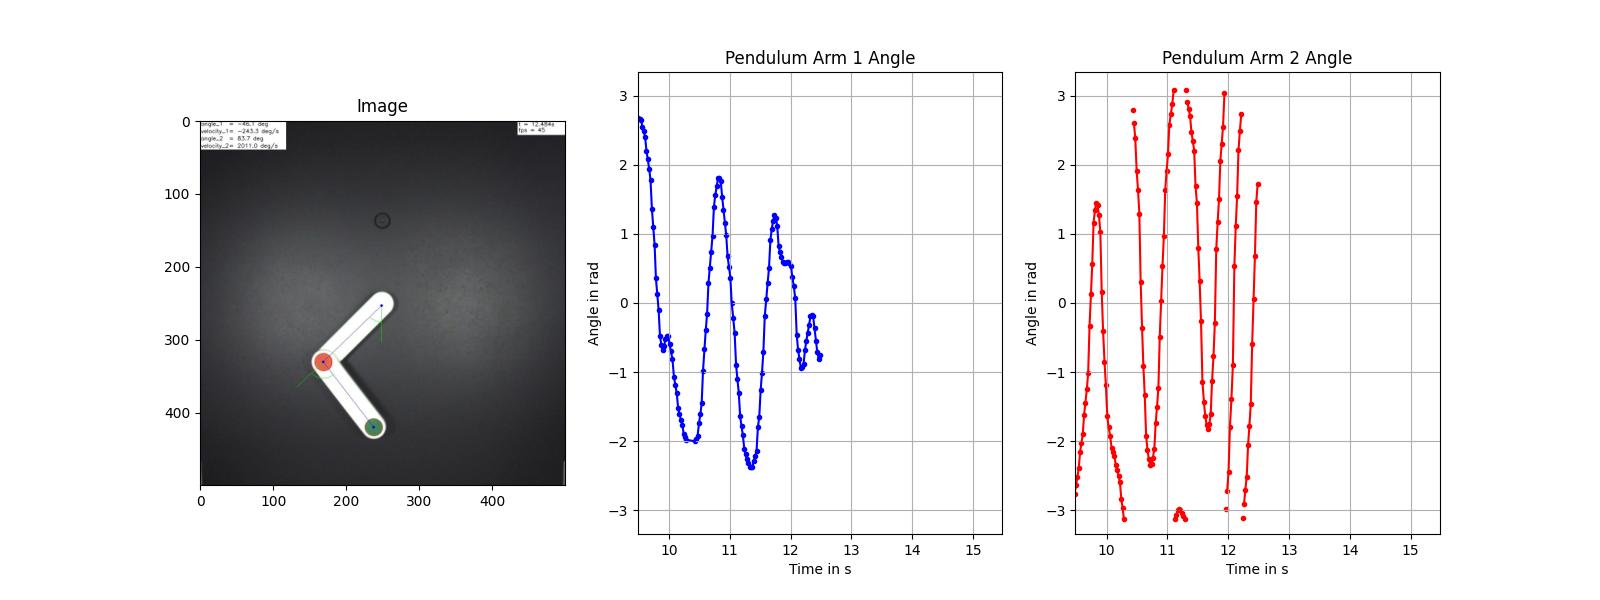 Image
angle_1 = -46.1 deg
velocity_1= -243.3 deg/s
angle_2 = 83.7 deg
velocity_2= 2011.0 deg/s
t = 12.484s
fps = 45
0
100
200
300
400
0 100 200 300 400
Pendulum Arm 1 Angle
Angle in rad
3
2
1
0
−1
−2
−3
10 11 12 13 14 15
Time in s
Pendulum Arm 2 Angle
Angle in rad
3
2
1
0
−1
−2
−3
10 11 12 13 14 15
Time in s